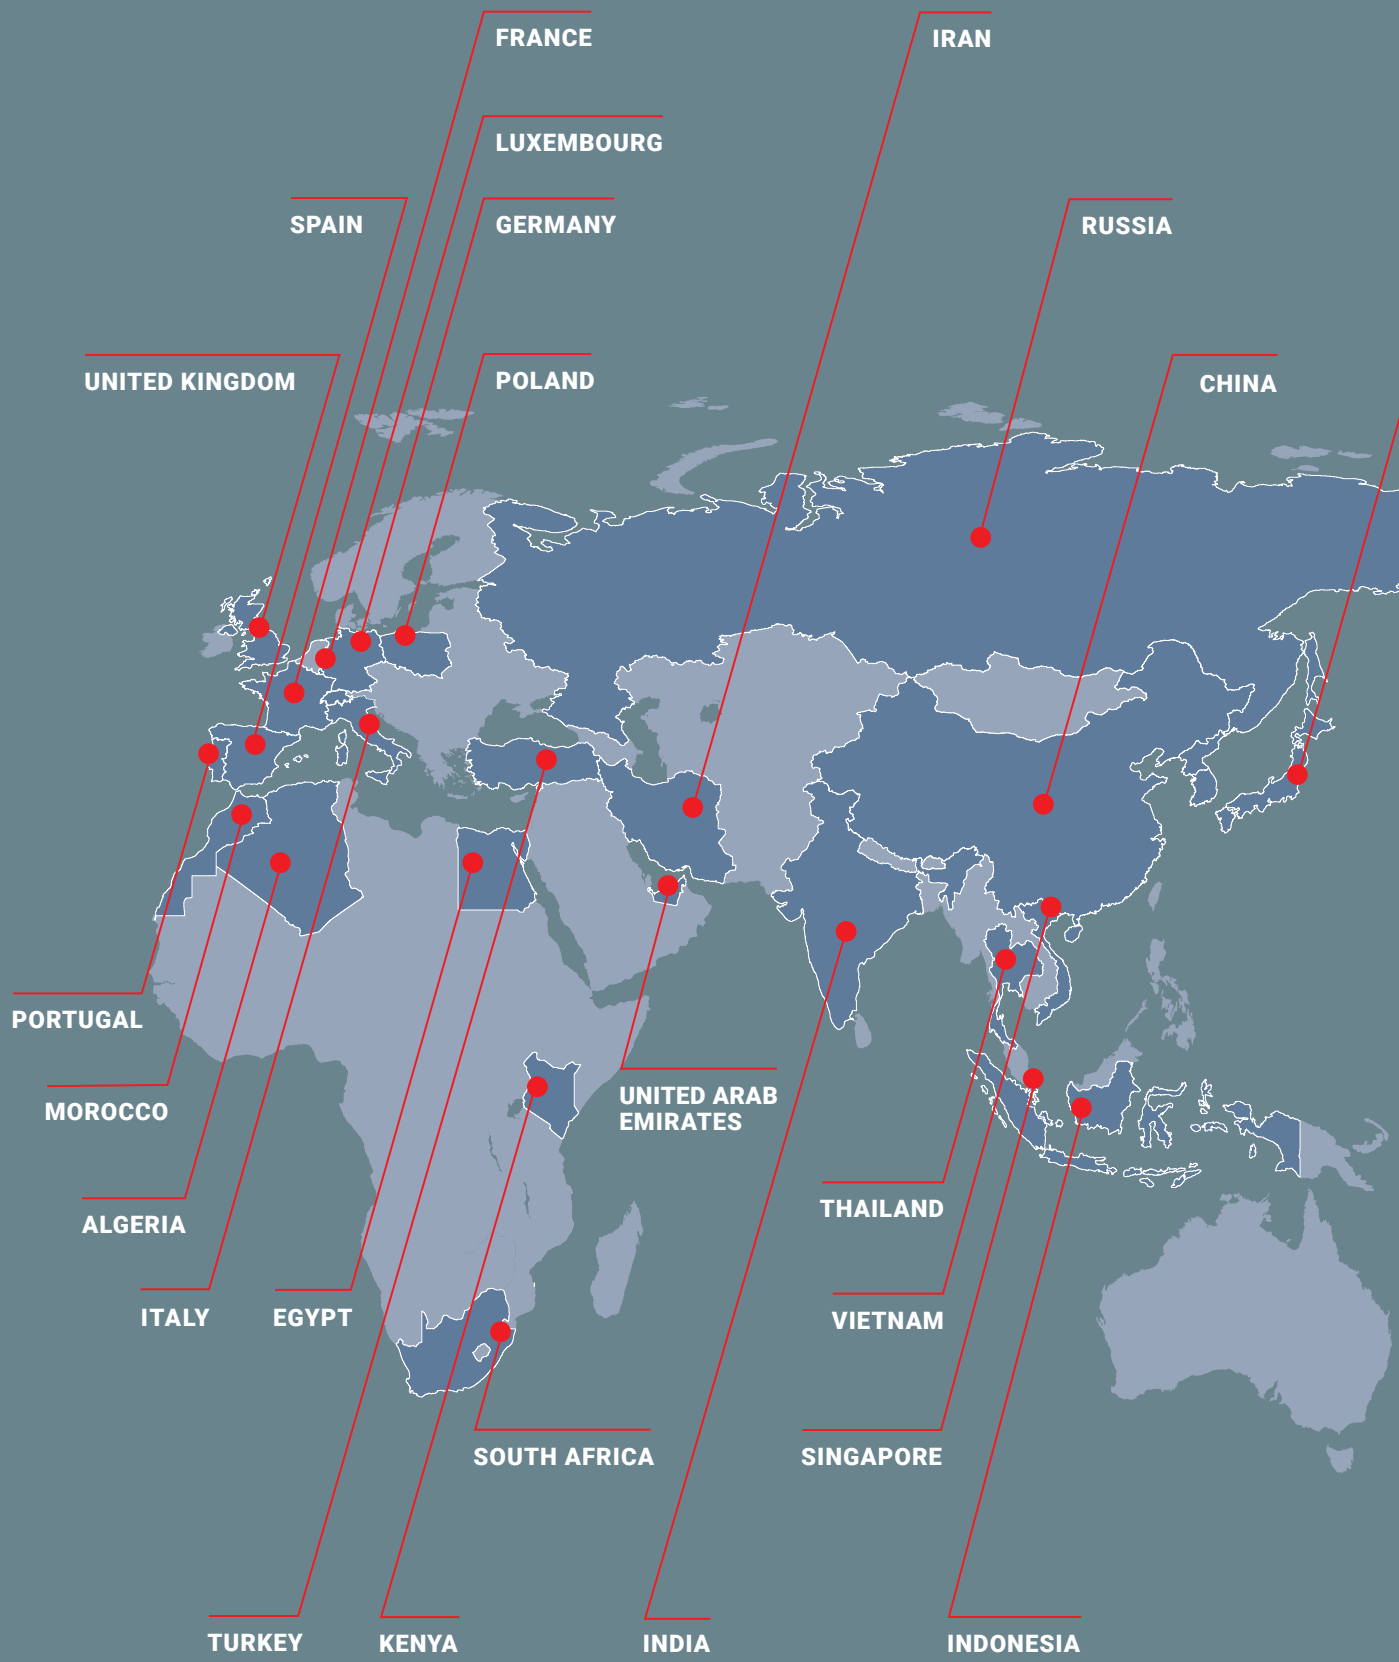 FRANCE
IRAN
LUXEMBOURG
SPAIN
GERMANY
RUSSIA
UNITED KINGDOM
POLAND
CHINA
PORTUGAL
MOROCCO
UNITED ARAB
EMIRATES
THAILAND
ALGERIA
ITALY
EGYPT
VIETNAM
SOUTH AFRICA
SINGAPORE
TURKEY
KENYA
INDIA
INDONESIA